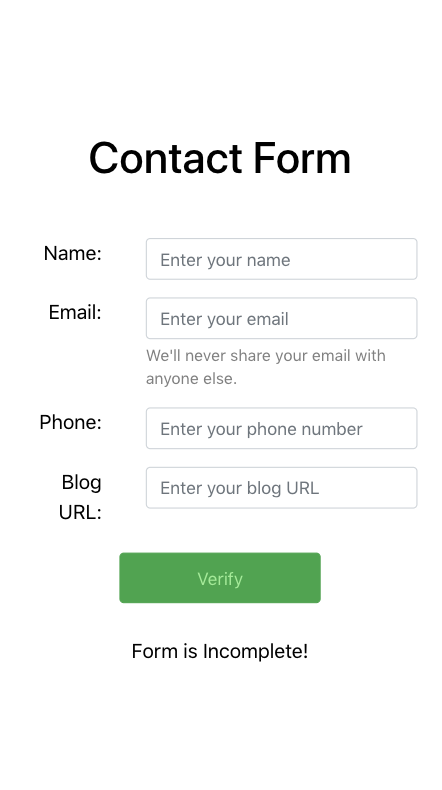 Contact Form
Name:
Enter your name
Email:
Enter your email
We'll never share your email with
anyone else.
Phone:
Enter your phone number
Blog
URL:
Enter your blog URL
Verify
Form is Incomplete!